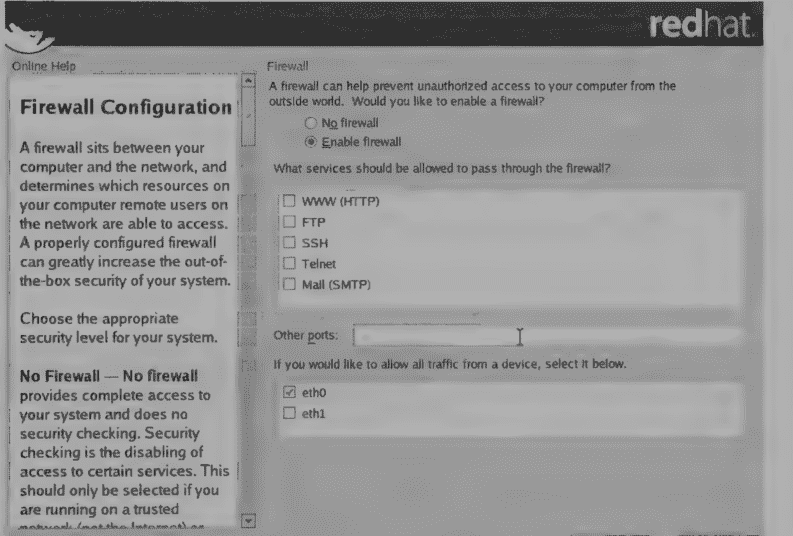 redhat.
Online Help
Firewall Configuration
A firewall sits between your
computer and the network, and
determines which resources on
your computer remote users on
the network are able to access.
A properly configured firewall
can greatly increase the out-of-
the-box security of your system.
Choose the appropriate
security level for your system.
No Firewall — No firewall
provides complete access to
your system and does no
security checking. Security
checking is the disabling of
access to certain services. This
should only be selected if you
are running on a trusted
network (not the Internet) or
Firewall
A firewall can help prevent unauthorized access to your computer from the
outside world. Would you like to enable a firewall?
No firewall
Enable firewall
What services should be allowed to pass through the firewall?
WWW (HTTP)
FTP
SSH
Telnet
Mail (SMTP)
Other ports:
If you would like to allow all traffic from a device, select it below.
eth0
eth1